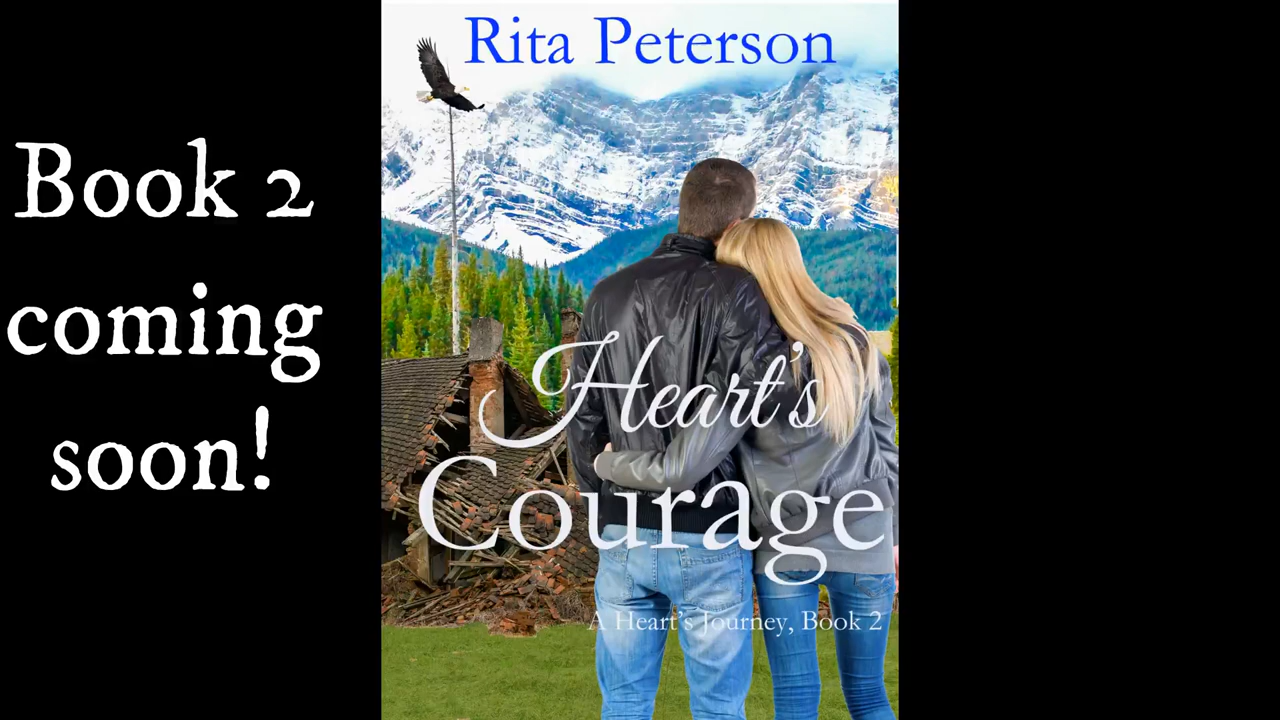 Book 2
coming
soon!
Rita Peterson
Heart's
Courage
A Heart's Journey, Book 2